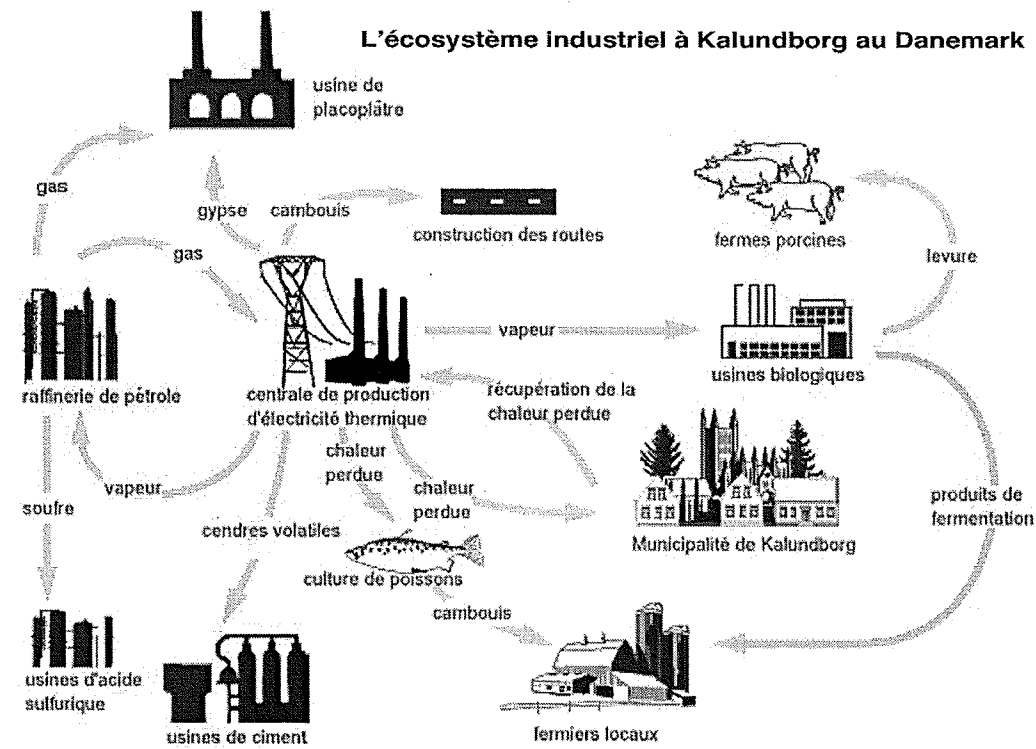 L'écosystème industriel à Kalundborg au Danemark
usine de
placoplâtre
gas
gypse
cambouis
construction des routes
fermes porcines
levure
gas
vapeur
usines biologiques
raffinerie de pétrole
centrale de production
d'électricité thermique
récupération de la
chaleur perdue
chaleur
perdue
vapeur
soufre
chaleur
perdue
produits de
fermentation
cendres volatiles
Municipalité de Kalundborg
culture de poissons
cambouis
usines d'acide
sulfurique
usines de ciment
fermiers locaux